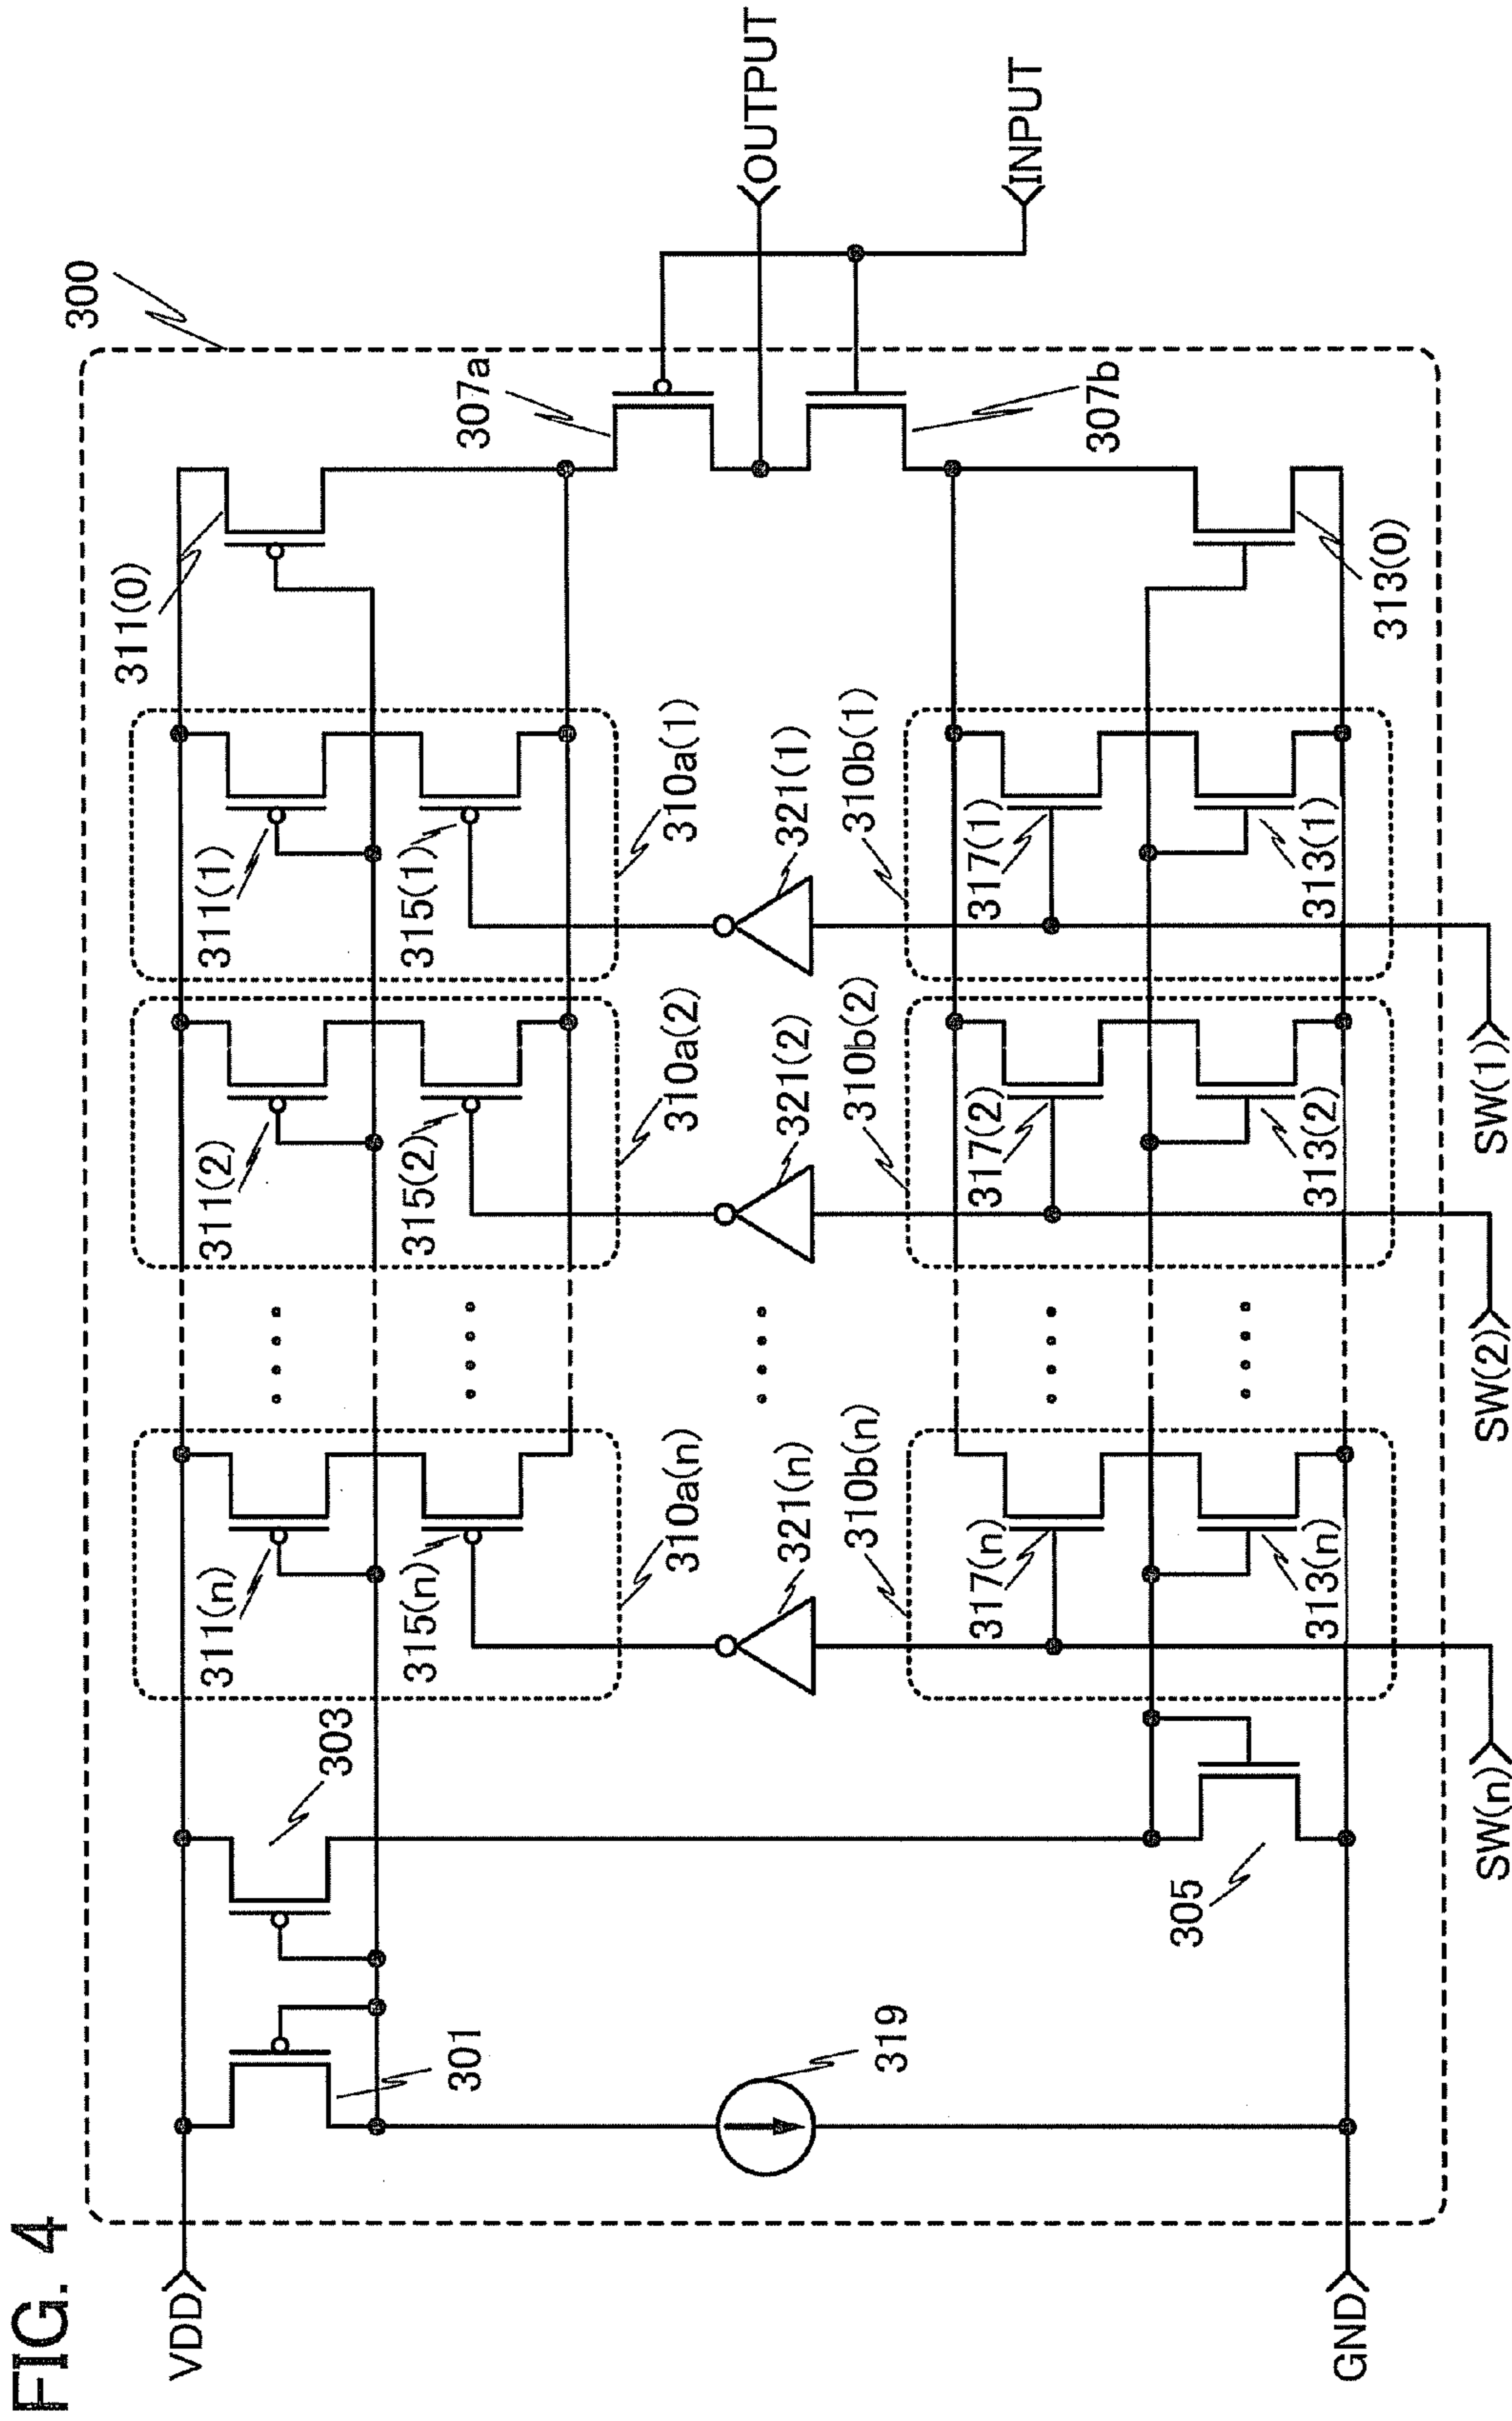 FIG. 4
300
VDD
GND
301
303
305
319
311(n)
315(n)
310a(n)
321(n)
310b(n)
317(n)
313(n)
SW(n)
311(2)
315(2)
310a(2)
321(2)
310b(2)
317(2)
313(2)
SW(2)
311(1)
315(1)
310a(1)
321(1)
310b(1)
317(1)
313(1)
SW(1)
311(0)
313(0)
307a
307b
OUTPUT
INPUT